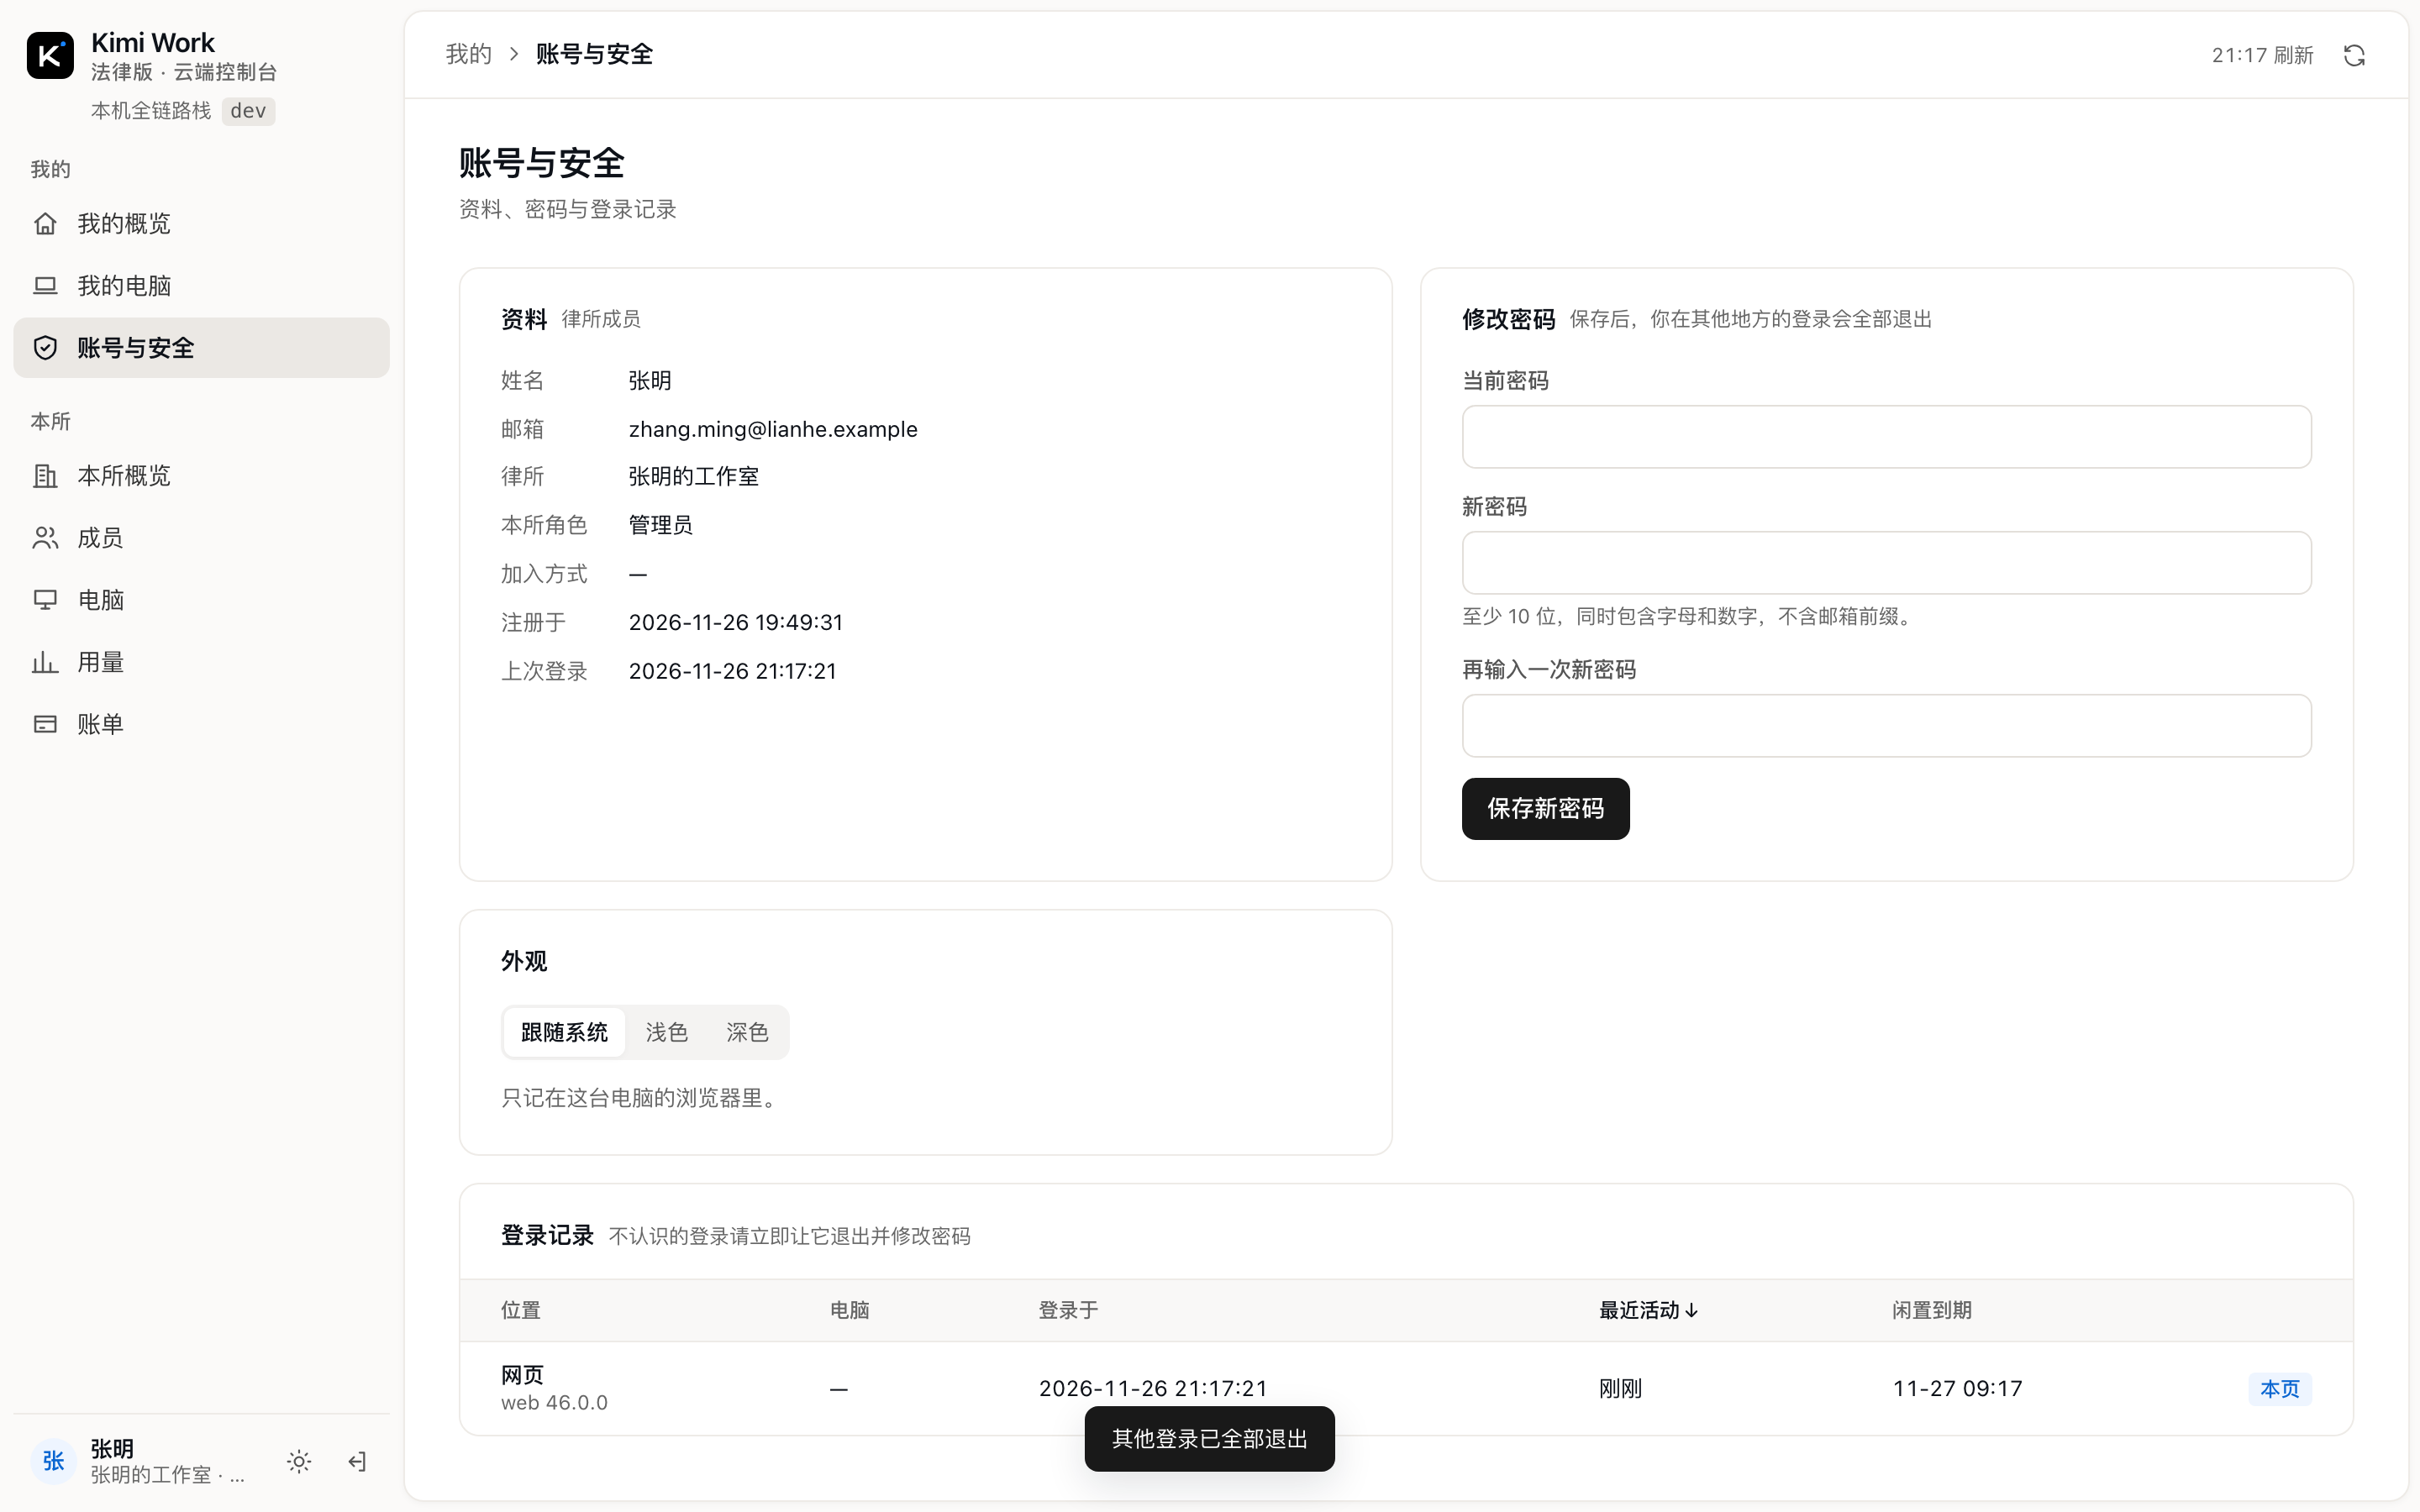 Kimi Work
法律版 · 云端控制台
本机全链路栈 dev
我的
我的概览
我的电脑
账号与安全
本所
本所概览
成员
电脑
用量
账单
张 张明
张明的工作室 · ...
我的 > 账号与安全
21:17 刷新
账号与安全
资料、密码与登录记录
资料 律所成员
姓名 张明
邮箱 zhang.ming@lianhe.example
律所 张明的工作室
本所角色 管理员
加入方式 —
注册于 2026-11-26 19:49:31
上次登录 2026-11-26 21:17:21
修改密码 保存后，你在其他地方的登录会全部退出
当前密码
新密码
至少 10 位，同时包含字母和数字，不含邮箱前缀。
再输入一次新密码
保存新密码
外观
跟随系统 浅色 深色
只记在这台电脑的浏览器里。
登录记录 不认识的登录请立即让它退出并修改密码
位置 电脑 登录于 最近活动↓ 闲置到期
网页 — 2026-11-26 21:17:21 刚刚 11-27 09:17 本页
web 46.0.0
其他登录已全部退出